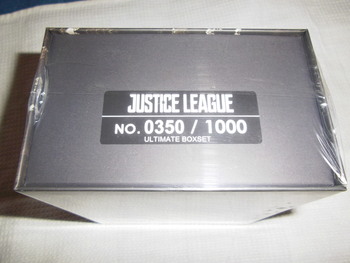 JUSTICE LEAGUE
NO. 0350 / 1000
ULTIMATE BOXSET